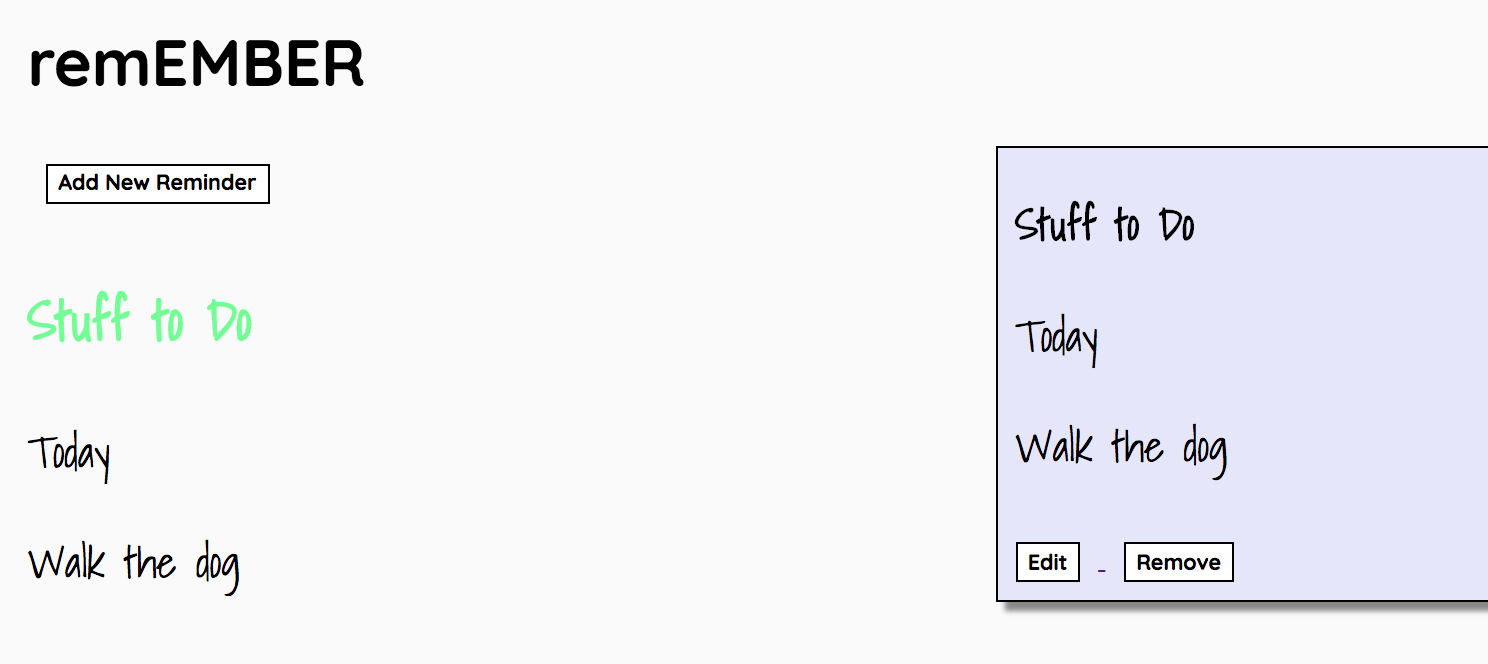 remEMBER
Add New Reminder
Stuff to Do
Today
Walk the dog
Stuff to Do
Today
Walk the dog
Edit - Remove